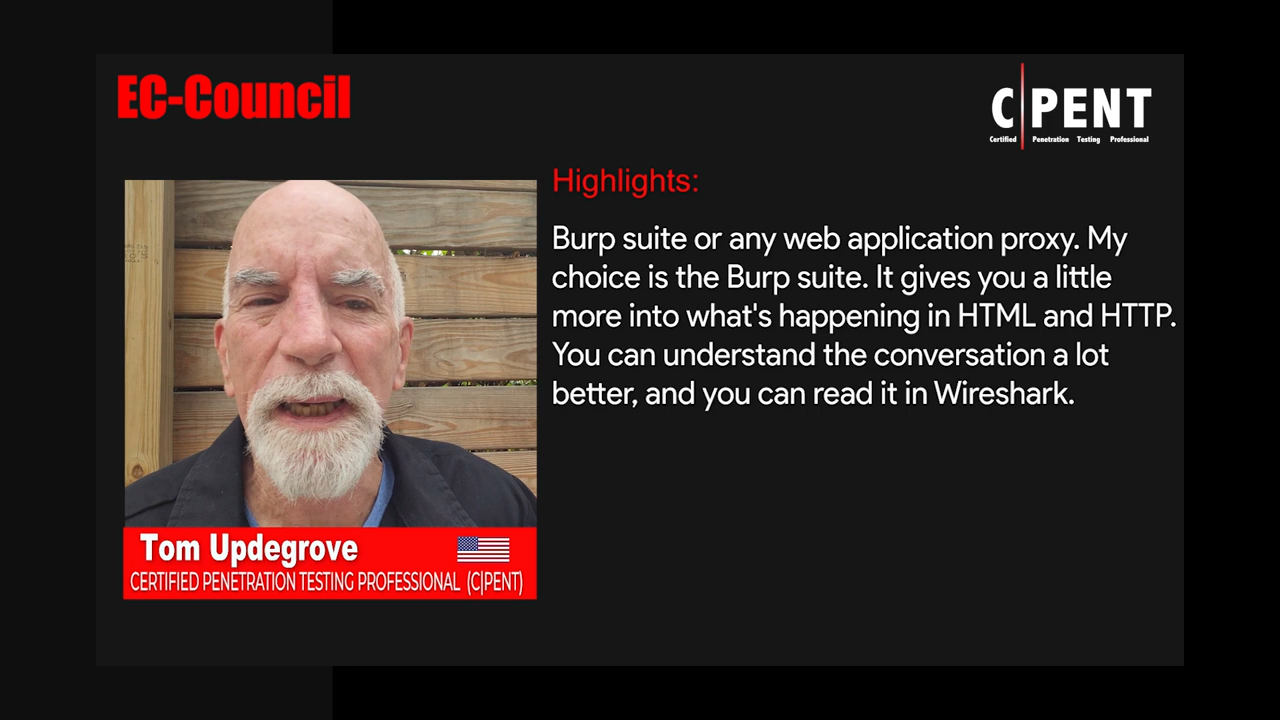 EC-Council
C|PENT
Certified Penetration Testing Professional
Highlights:
Burp suite or any web application proxy. My
choice is the Burp suite. It gives you a little
more into what's happening in HTML and HTTP.
You can understand the conversation a lot
better, and you can read it in Wireshark.
Tom Updegrove
CERTIFIED PENETRATION TESTING PROFESSIONAL (C|PENT)